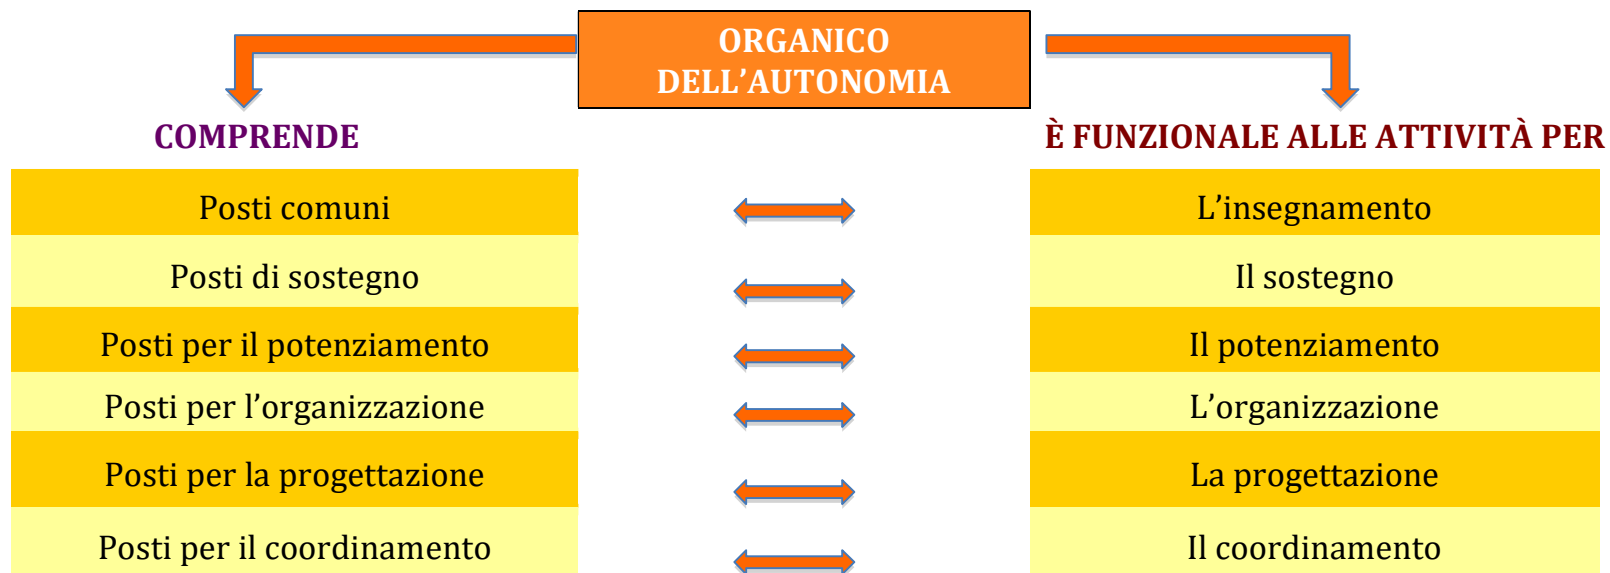 ORGANICO
DELL’AUTONOMIA
COMPRENDE
È FUNZIONALE ALLE ATTIVITÀ PER
Posti comuni
L’insegnamento
Posti di sostegno
Il sostegno
Posti per il potenziamento
Il potenziamento
Posti per l’organizzazione
L’organizzazione
Posti per la progettazione
La progettazione
Posti per il coordinamento
Il coordinamento